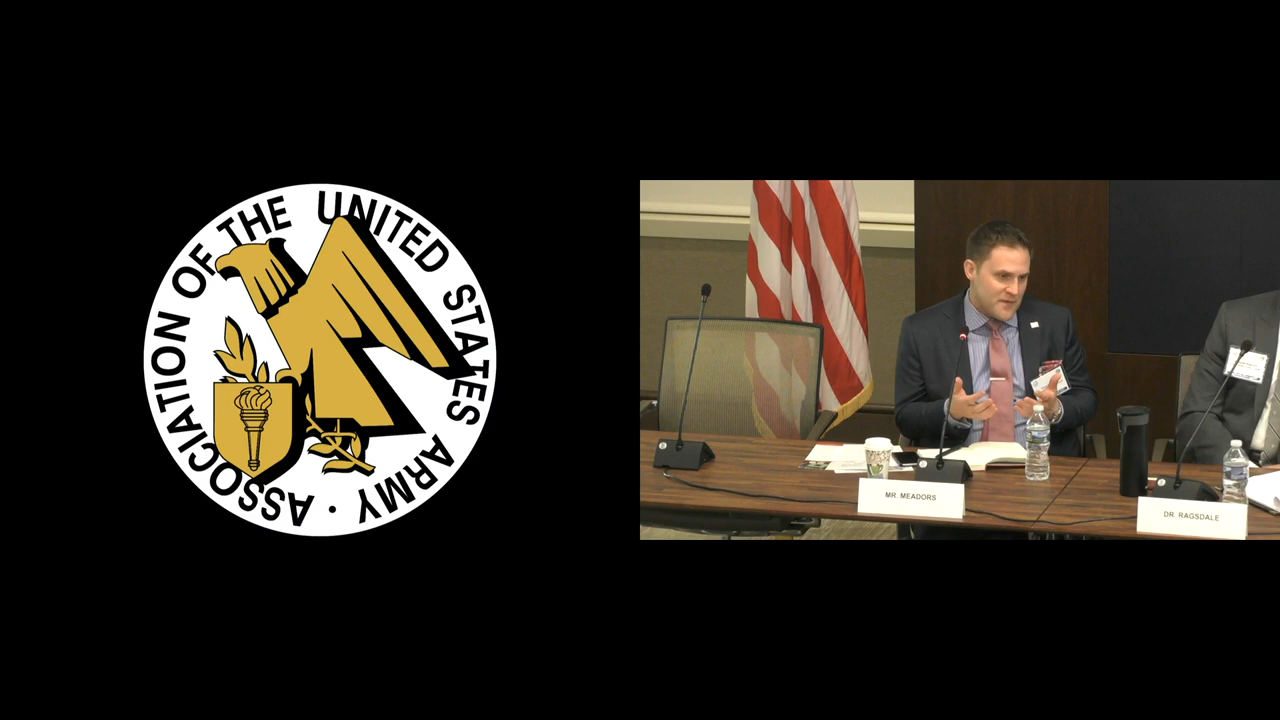 ASSOCIATION OF THE UNITED STATES ARMY
MR. MEADORS
DR. RAGSDALE